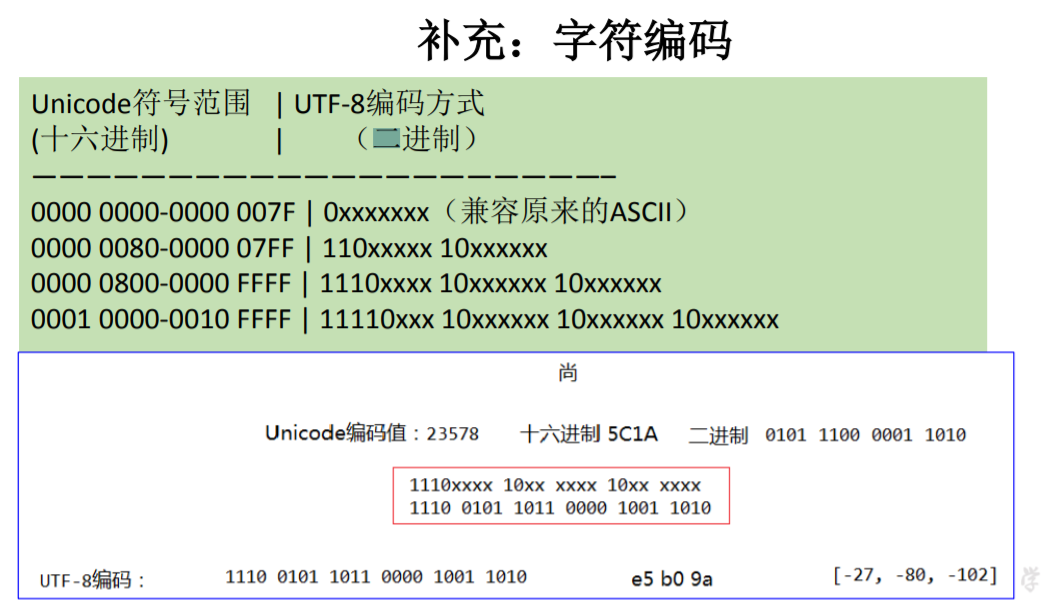 补充：字符编码
Unicode符号范围 | UTF-8编码方式
(十六进制) | （二进制）
————————————————————–
0000 0000-0000 007F | 0xxxxxxx（兼容原来的ASCII）
0000 0080-0000 07FF | 110xxxxx 10xxxxxx
0000 0800-0000 FFFF | 1110xxxx 10xxxxxx 10xxxxxx
0001 0000-0010 FFFF | 11110xxx 10xxxxxx 10xxxxxx 10xxxxxx
尚
Unicode编码值：23578 十六进制 5C1A 二进制 0101 1100 0001 1010
1110xxxx 10xx xxxx 10xx xxxx
1110 0101 1011 0000 1001 1010
UTF-8编码： 1110 0101 1011 0000 1001 1010 e5 b0 9a [-27, -80, -102]
学